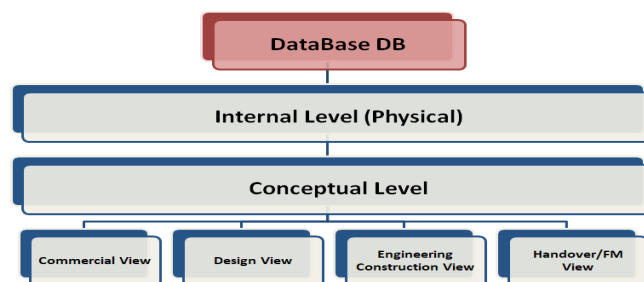 DataBase DB
Internal Level (Physical)
Conceptual Level
Commercial View
Design View
Engineering
Construction View
Handover/FM
View